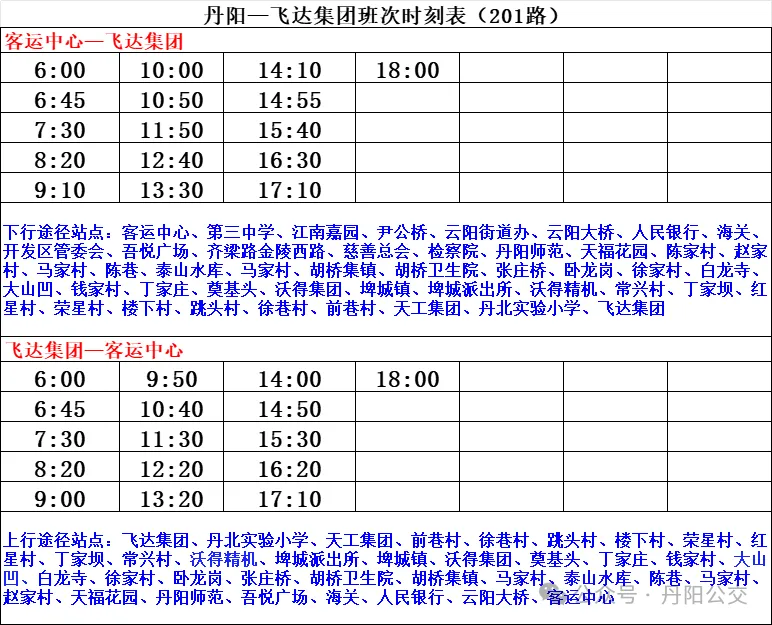 丹阳—飞达集团班次时刻表（201路）
客运中心—飞达集团
6:00 10:00 14:10 18:00
6:45 10:50 14:55
7:30 11:50 15:40
8:20 12:40 16:30
9:10 13:30 17:10
下行途径站点：客运中心、第三中学、江南嘉园、尹公桥、云阳街道办、云阳大桥、人民银行、海关、
开发区管委会、吾悦广场、齐梁路金陵西路、慈善总会、检察院、丹阳师范、天福花园、陈家村、赵家
村、马家村、陈巷、泰山水库、马家村、胡桥集镇、胡桥卫生院、张庄桥、卧龙岗、徐家村、白龙寺、
大山凹、钱家村、丁家庄、奠基头、沃得集团、埤城镇、埤城派出所、沃得精机、常兴村、丁家坝、红
星村、荣星村、楼下村、跳头村、徐巷村、前巷村、天工集团、丹北实验小学、飞达集团
飞达集团—客运中心
6:00 9:50 14:00 18:00
6:45 10:40 14:50
7:30 11:30 15:30
8:20 12:20 16:20
9:00 13:20 17:10
上行途径站点：飞达集团、丹北实验小学、天工集团、前巷村、徐巷村、跳头村、楼下村、荣星村、红
星村、丁家坝、常兴村、沃得精机、埤城派出所、埤城镇、沃得集团、奠基头、丁家庄、钱家村、大山
凹、白龙寺、徐家村、卧龙岗、张庄桥、胡桥卫生院、胡桥集镇、马家村、泰山水库、陈巷、马家村、
赵家村、天福花园、丹阳师范、吾悦广场、海关、人民银行、云阳大桥、客运中心
公众号·丹阳公交